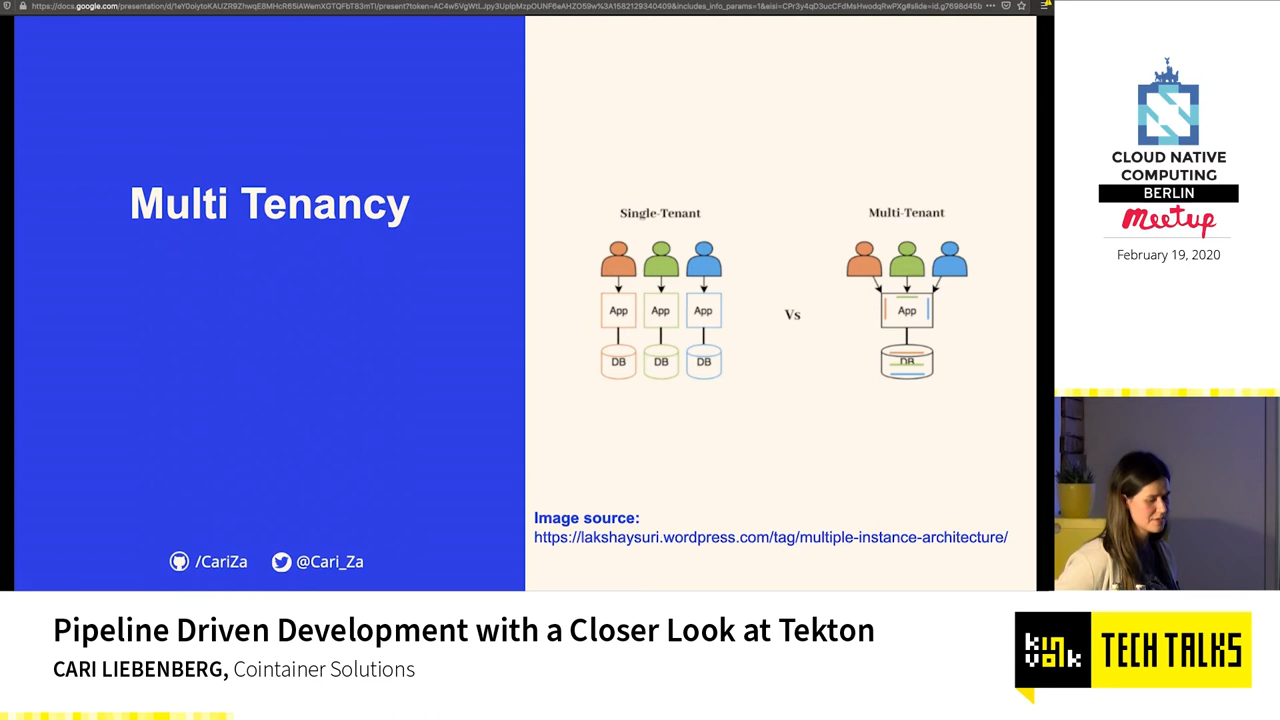 Multi Tenancy
/CariZa
@Cari_Za
Single-Tenant
Multi-Tenant
App
App
App
Vs
App
DB
DB
DB
DB
Image source:
https://lakshaysuri.wordpress.com/tag/multiple-instance-architecture/
CLOUD NATIVE
COMPUTING
BERLIN
meetup
February 19, 2020
Pipeline Driven Development with a Closer Look at Tekton
CARI LIEBENBERG, Cointainer Solutions
kinvolk
TECH TALKS